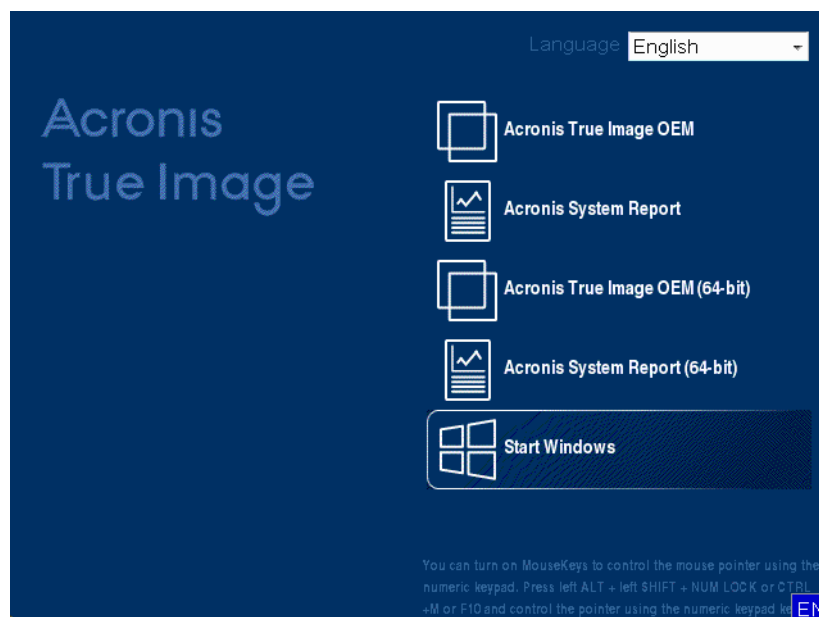 Language English
Acronis
True Image
Acronis True Image OEM
Acronis System Report
Acronis True Image OEM (64-bit)
Acronis System Report (64-bit)
Start Windows
You can turn on MouseKeys to control the mouse pointer using the
numeric keypad. Press left ALT + left SHIFT + NUM LOCK or CTRL
+M or F10 and control the pointer using the numeric keypad ke
EN